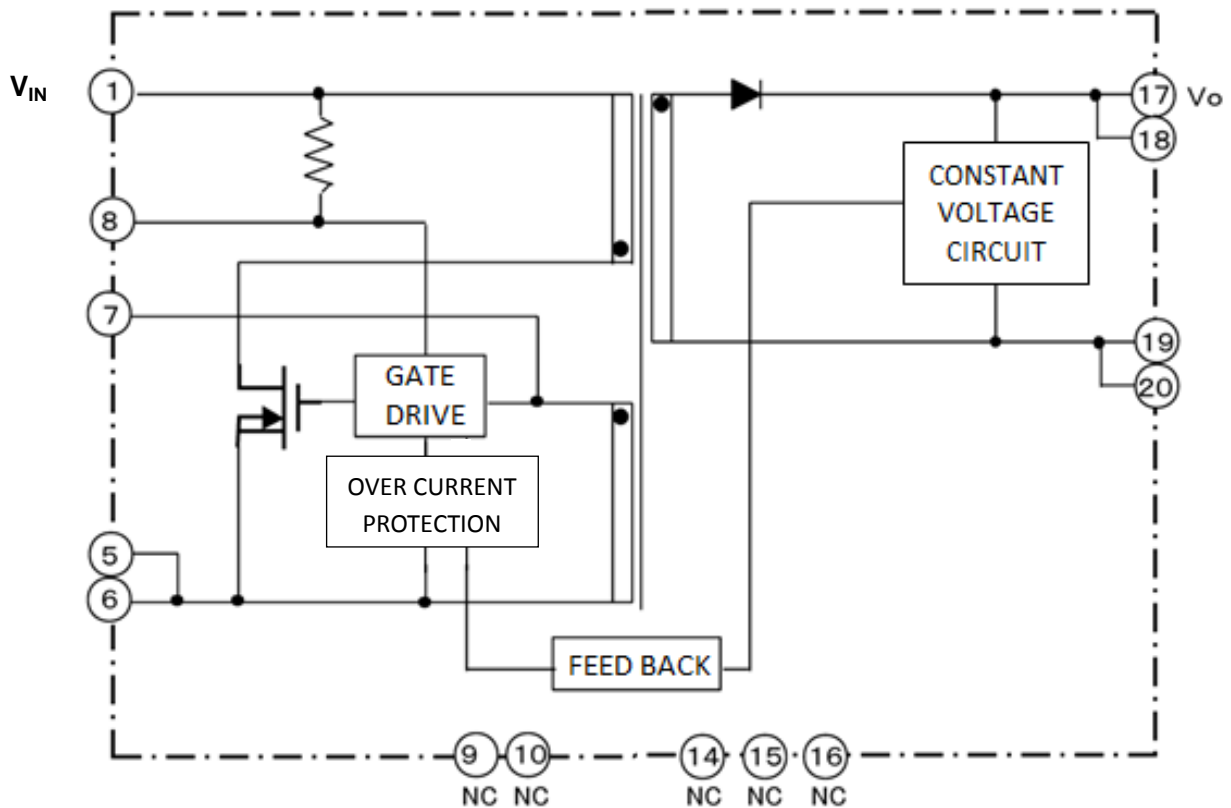 V_IN
1
17 Vo
18
CONSTANT
VOLTAGE
CIRCUIT
8
7
19
20
GATE
DRIVE
OVER CURRENT
PROTECTION
5
6
FEED BACK
9 10 14 15 16
NC NC NC NC NC